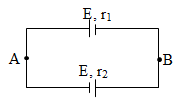 E, r₁
A
B
E, r₂